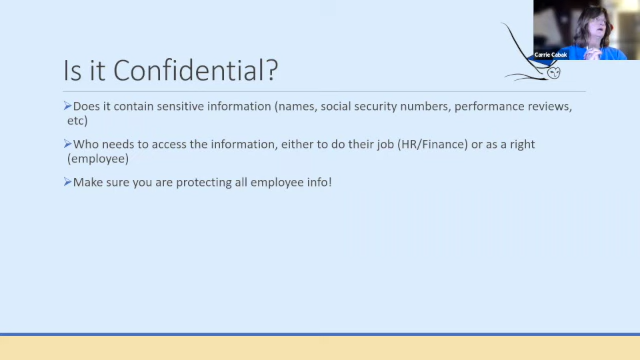 Carrie Cabak
Is it Confidential?
➢Does it contain sensitive information (names, social security numbers, performance reviews,
etc)
➢Who needs to access the information, either to do their job (HR/Finance) or as a right
(employee)
➢Make sure you are protecting all employee info!